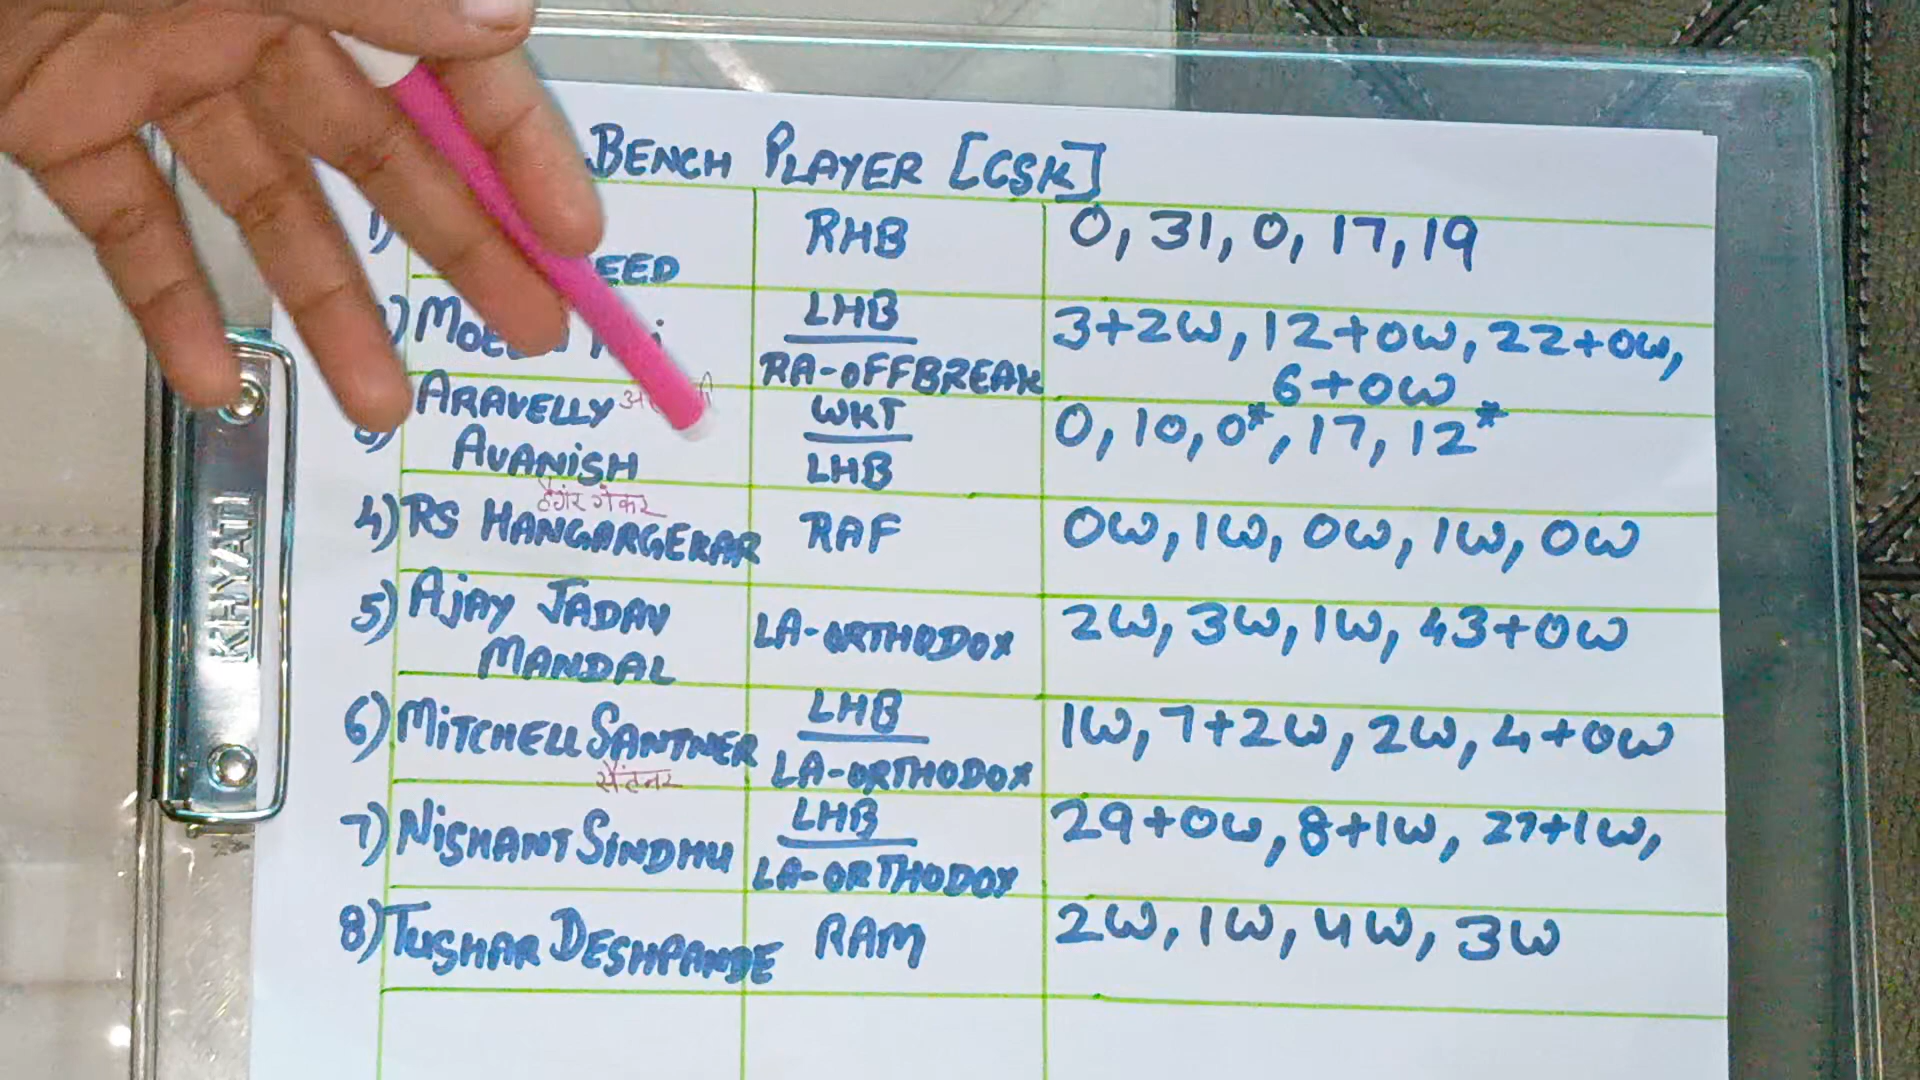 BENCH PLAYER [CSK]
1) RHB 0, 31, 0, 17, 19
LHB
RA-OFFBREAK 3+2W, 12+0W, 22+0W,
6+0W
ARAVELLY
AVANISH WKT
LHB 0, 10, 0*, 17, 12*
हंगरगेकर
4) RS HANGARGEKAR RAF 0W, 1W, 0W, 1W, 0W
5) AJAY JADAV
MANDAL LA-ORTHODOX 2W, 3W, 1W, 43+0W
6) MITCHELL SANTNER LHB
LA-ORTHODOX 1W, 7+2W, 2W, 4+0W
सैंटनर
7) NISHANT SINDHU LHB
LA-ORTHODOX 29+0W, 8+1W, 27+1W,
8) TUSHAR DESHPANDE RAM 2W, 1W, 4W, 3W
KHYATI